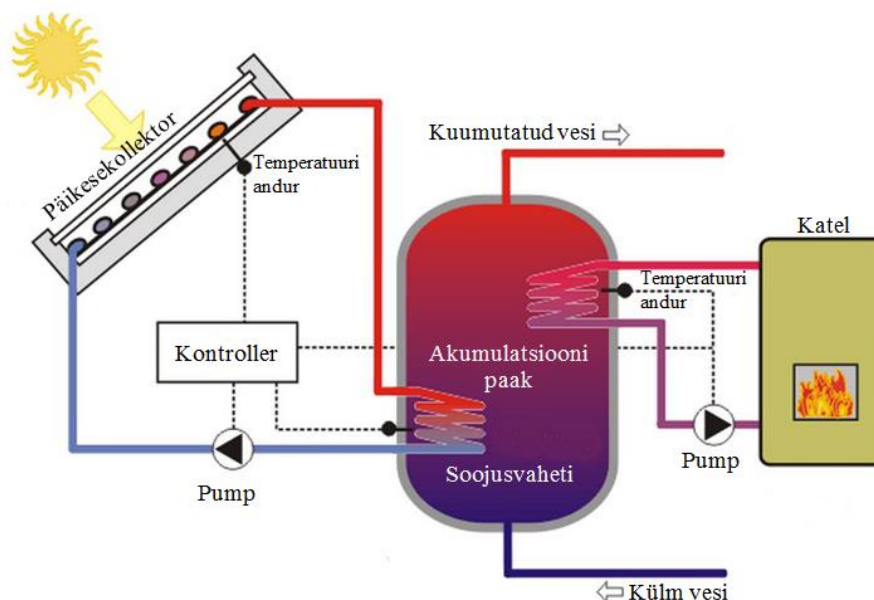 Päikesekollektor
Temperatuuri
andur
Kuumutatud vesi
Katel
Temperatuuri
andur
Kontroller
Akumulatsiooni
paak
Pump
Soojusvaheti
Pump
Külm vesi